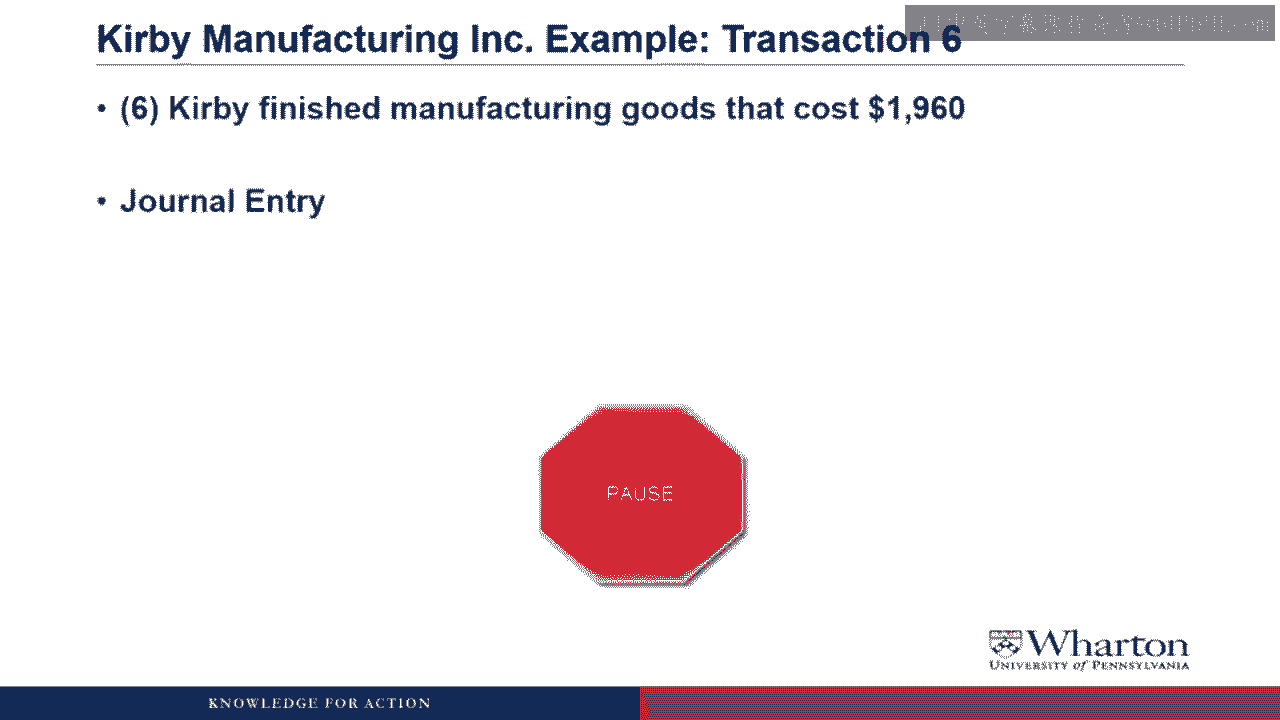 Kirby Manufacturing Inc. Example: Transaction 6
• (6) Kirby finished manufacturing goods that cost $1,960
• Journal Entry
PAUSE
Wharton
UNIVERSITY of PENNSYLVANIA
KNOWLEDGE FOR ACTION